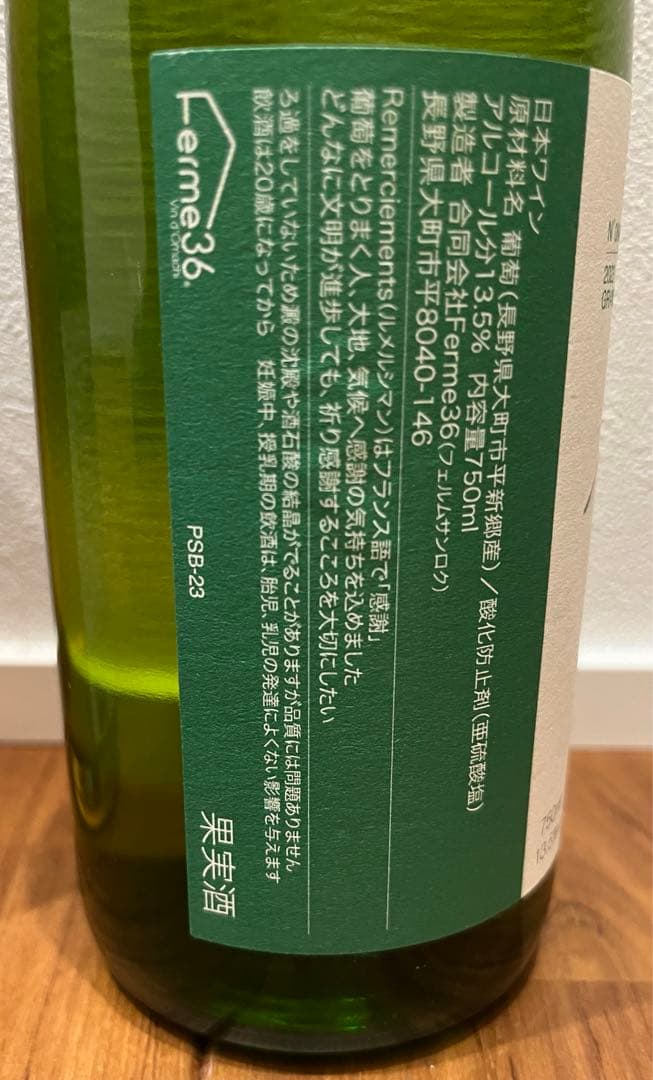 日本ワイン
原材料名 葡萄(長野県大町市平新郷産)／酸化防止剤(亜硫酸塩)
アルコール分13.5% 内容量750ml
製造者 合同会社Ferme36(フェルムサンロク)
長野県大町市平8040-146
Remerciements(ルメルシマン)はフランス語で「感謝」
葡萄をとりまく人、大地、気候へ感謝の気持ちを込めました
どんなに文明が進歩しても、祈り感謝するこころを大切にしたい
ろ過をしていないため澱の沈殿や酒石酸の結晶がでることがありますが品質には問題ありません
飲酒は20歳になってから 妊娠中、授乳期の飲酒は、胎児、乳児の発達によくない影響を与えます
Ferme36
Vin d'Omachi
PSB-23
果実酒